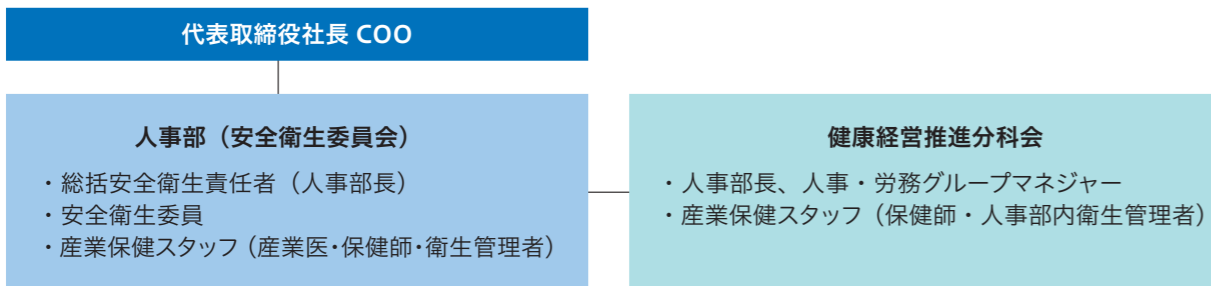 代表取締役社長 COO
人事部（安全衛生委員会）
・総括安全衛生責任者（人事部長）
・安全衛生委員
・産業保健スタッフ（産業医・保健師・衛生管理者）
健康経営推進分科会
・人事部長、人事・労務グループマネジャー
・産業保健スタッフ（保健師・人事部内衛生管理者）